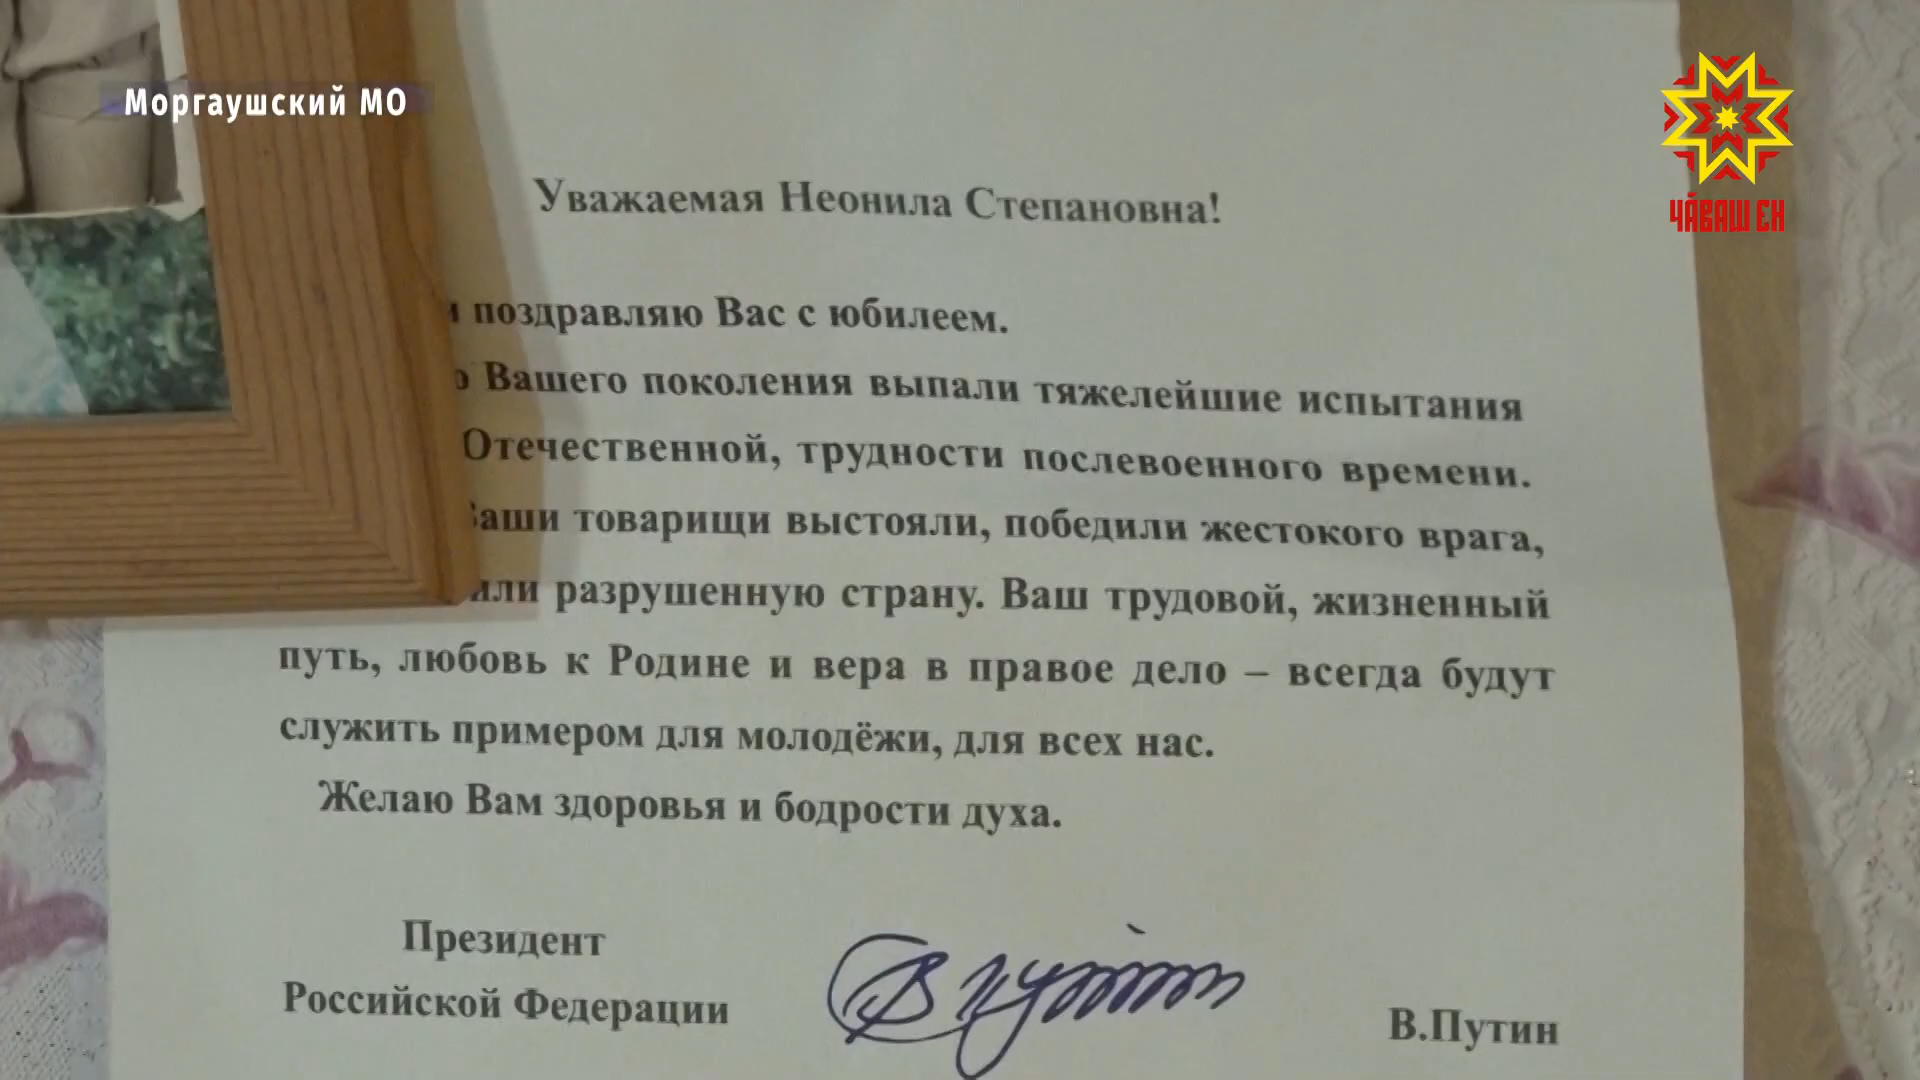 Моргаушский МО
ЧӐВАШ ЕН
Уважаемая Неонила Степановна!
поздравляю Вас с юбилеем.
Вашего поколения выпали тяжелейшие испытания
Отечественной, трудности послевоенного времени.
Ваши товарищи выстояли, победили жестокого врага,
разрушенную страну. Ваш трудовой, жизненный
путь, любовь к Родине и вера в правое дело – всегда будут
служить примером для молодёжи, для всех нас.
Желаю Вам здоровья и бодрости духа.
Президент
Российской Федерации
В.Путин